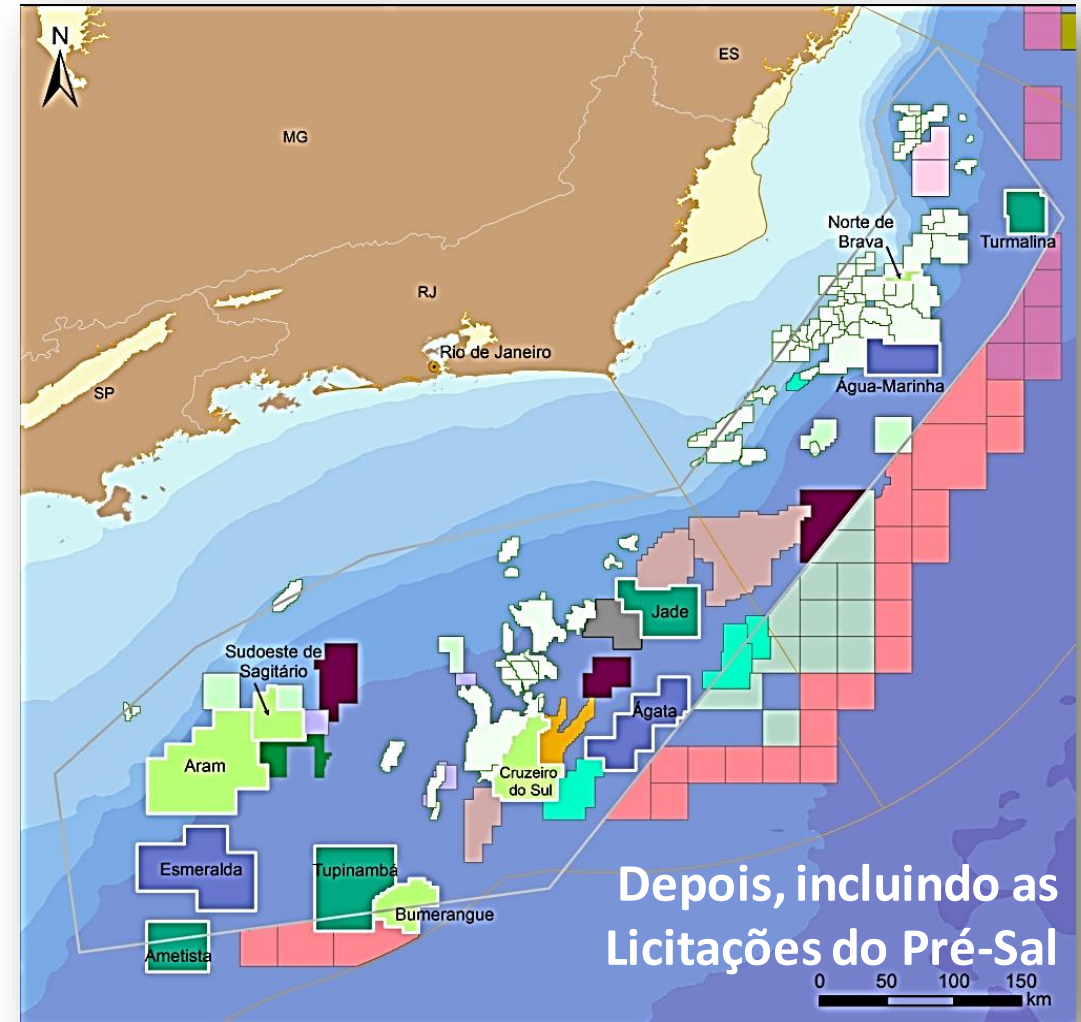 N
ES
MG
Norte de
Brava
Turmalina
RJ
Rio de Janeiro
SP
Água-Marinha
Jade
Sudoeste de
Sagitário
Ágata
Aram
Cruzeiro
do Sul
Esmeralda
Tupinambá
Bumerangue
Ametista
Depois, incluindo as
Licitações do Pré-Sal
0 50 100 150
km